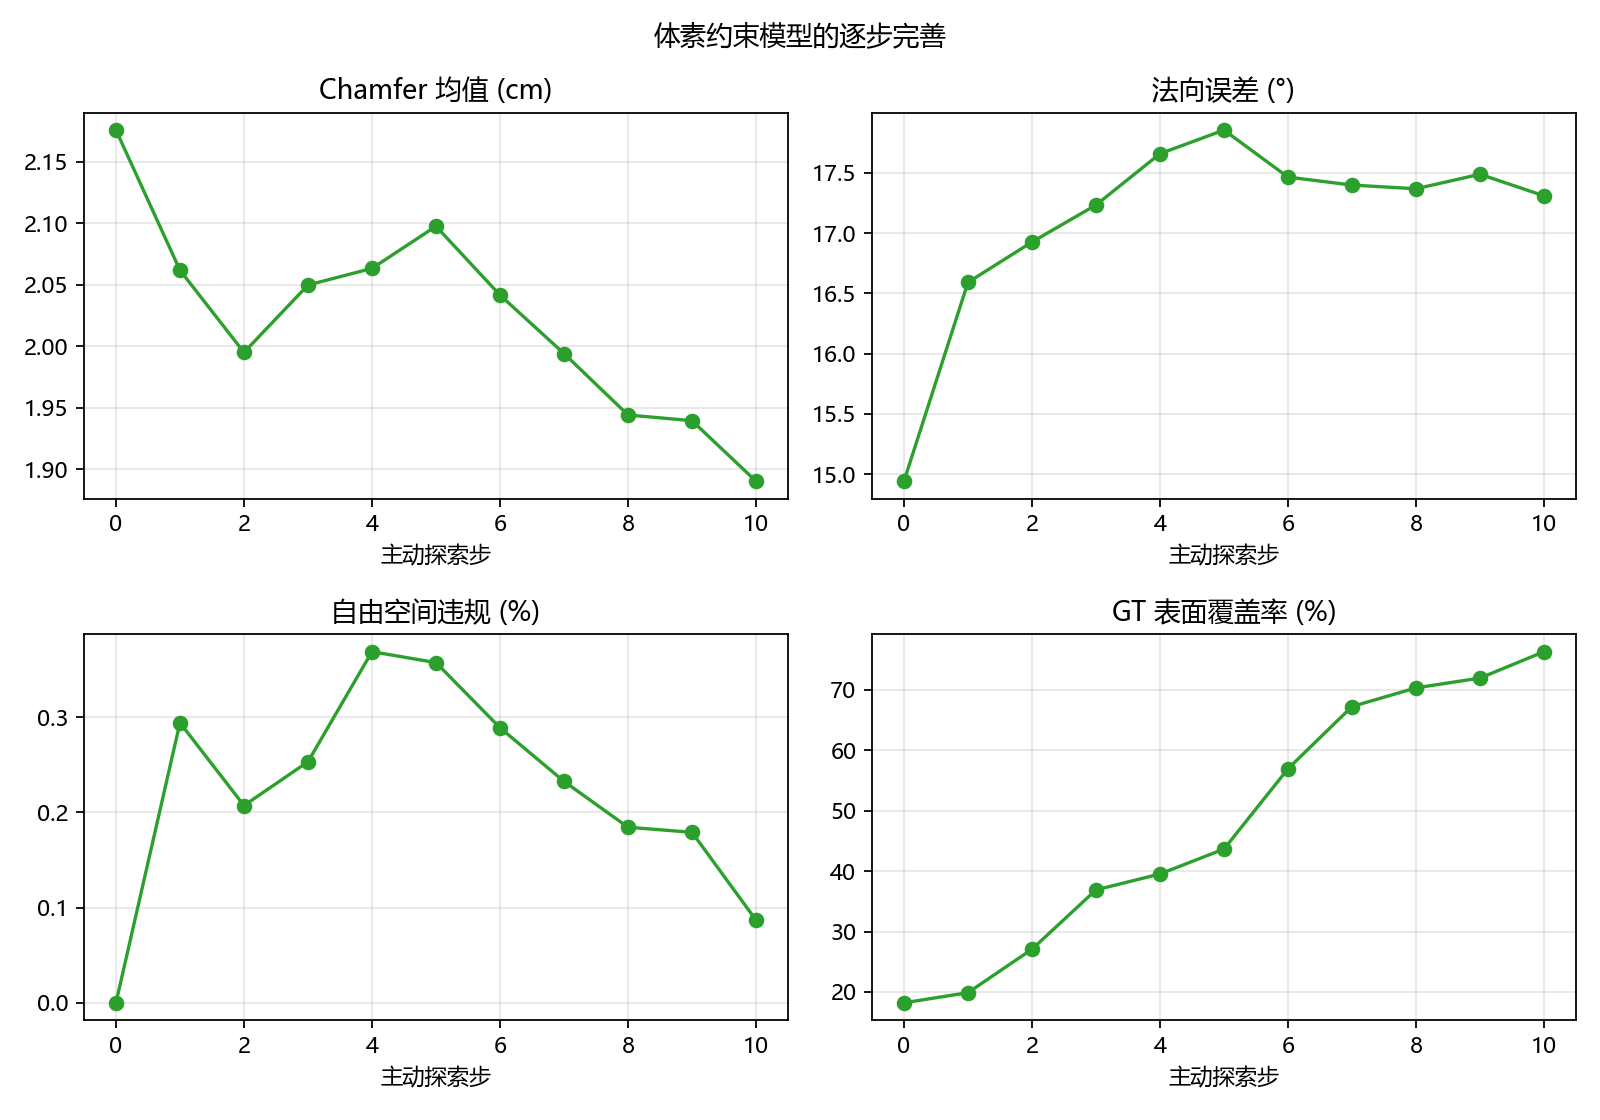 体素约束模型的逐步完善
Chamfer 均值 (cm)
2.15
2.10
2.05
2.00
1.95
1.90
0 2 4 6 8 10
主动探索步
法向误差 (°)
17.5
17.0
16.5
16.0
15.5
15.0
0 2 4 6 8 10
主动探索步
自由空间违规 (%)
0.3
0.2
0.1
0.0
0 2 4 6 8 10
主动探索步
GT 表面覆盖率 (%)
70
60
50
40
30
20
0 2 4 6 8 10
主动探索步